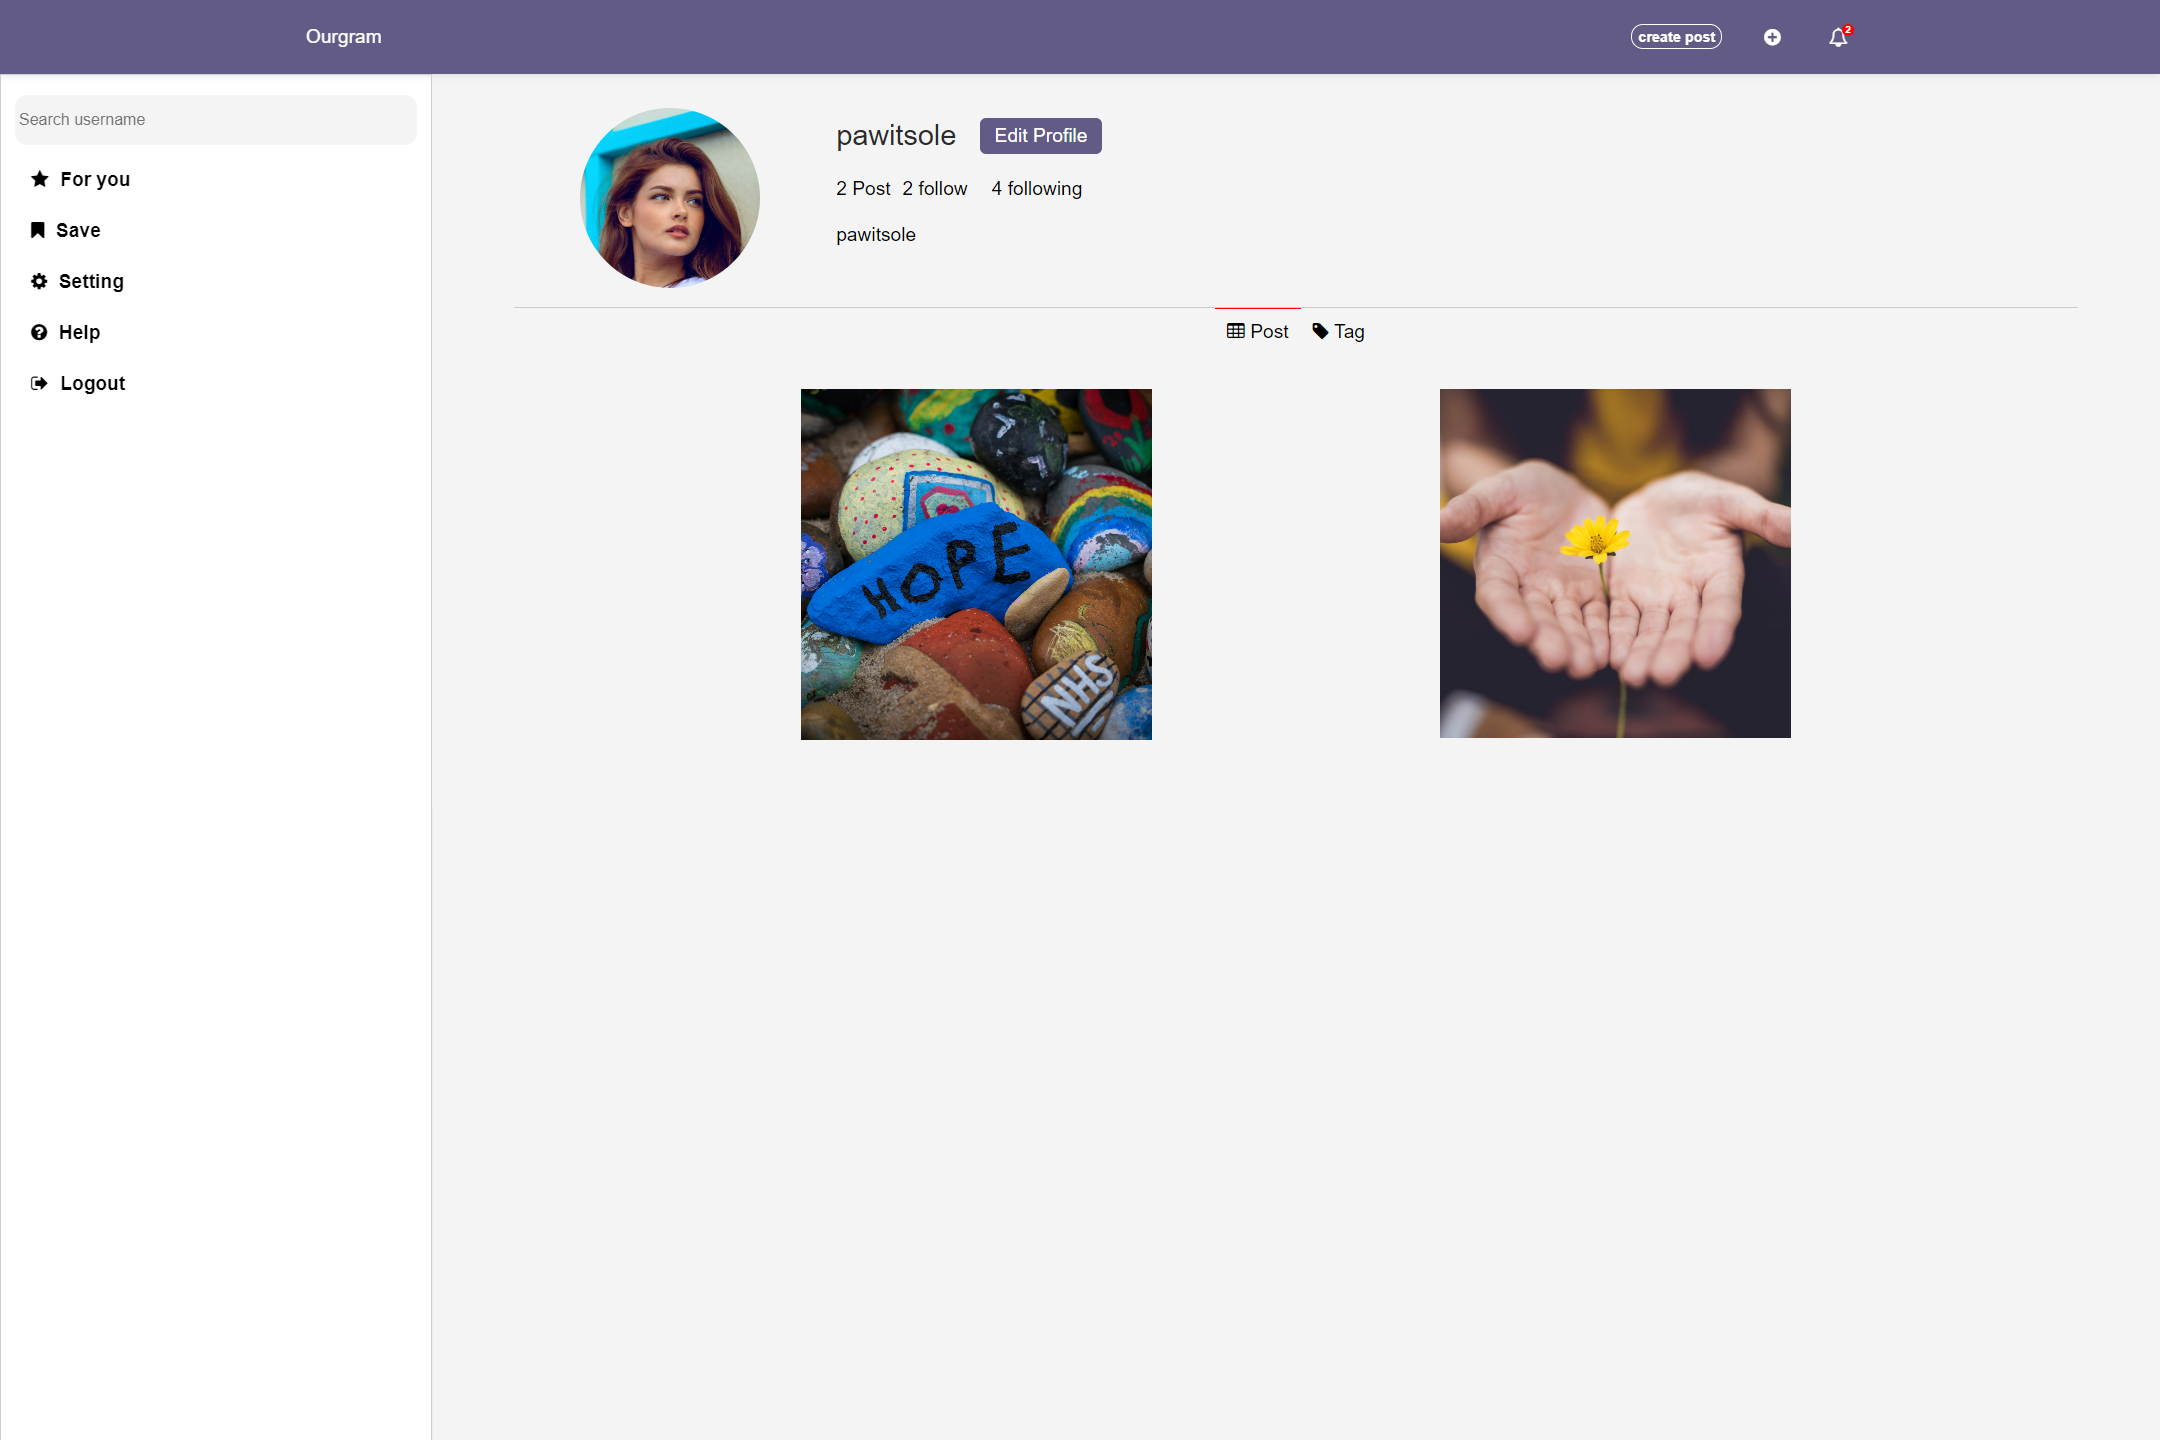 Ourgram
create post
2
Search username
For you
Save
Setting
Help
Logout
pawitsole
Edit Profile
2 Post 2 follow 4 following
pawitsole
Post
Tag
HOPE
NHS